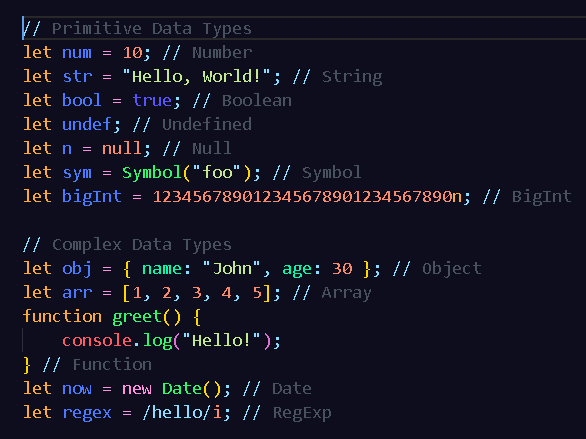 // Primitive Data Types
let num = 10; // Number
let str = "Hello, World!"; // String
let bool = true; // Boolean
let undef; // Undefined
let n = null; // Null
let sym = Symbol("foo"); // Symbol
let bigInt = 123456789012345678901234567890n; // BigInt

// Complex Data Types
let obj = { name: "John", age: 30 }; // Object
let arr = [1, 2, 3, 4, 5]; // Array
function greet() {
    console.log("Hello!");
} // Function
let now = new Date(); // Date
let regex = /hello/i; // RegExp